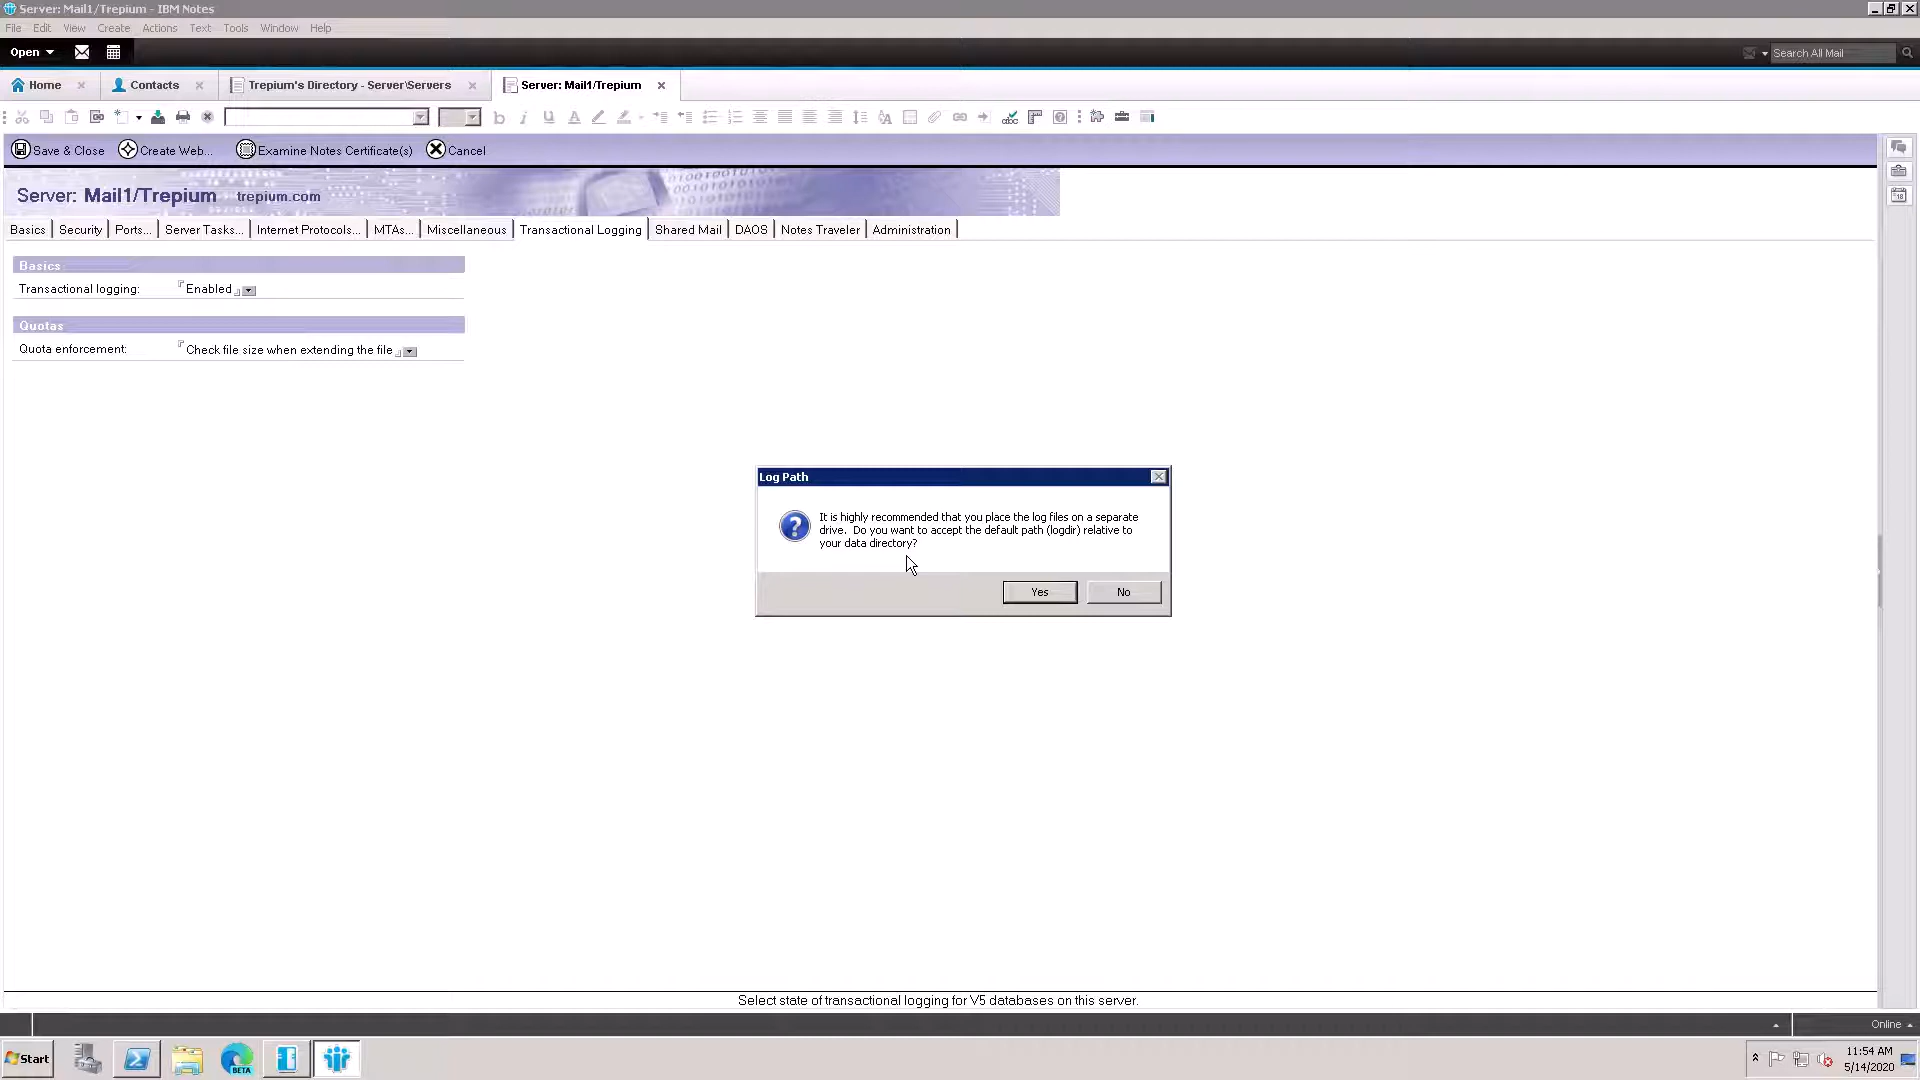 Server: Mail1/Trepium - IBM Notes
File Edit View Create Actions Text Tools Window Help
Open Search All Mail
Home Contacts Trepium's Directory - Server\Servers Server: Mail1/Trepium
Save & Close Create Web... Examine Notes Certificate(s) Cancel
Server: Mail1/Trepium trepium.com
Basics Security Ports... Server Tasks... Internet Protocols... MTAs... Miscellaneous Transactional Logging Shared Mail DAOS Notes Traveler Administration
Basics
Transactional logging: Enabled
Quotas
Quota enforcement: Check file size when extending the file
Log Path
It is highly recommended that you place the log files on a separate
drive. Do you want to accept the default path (logdir) relative to
your data directory?
Yes No
Select state of transactional logging for V5 databases on this server.
Online
Start BETA 11:54 AM
5/14/2020